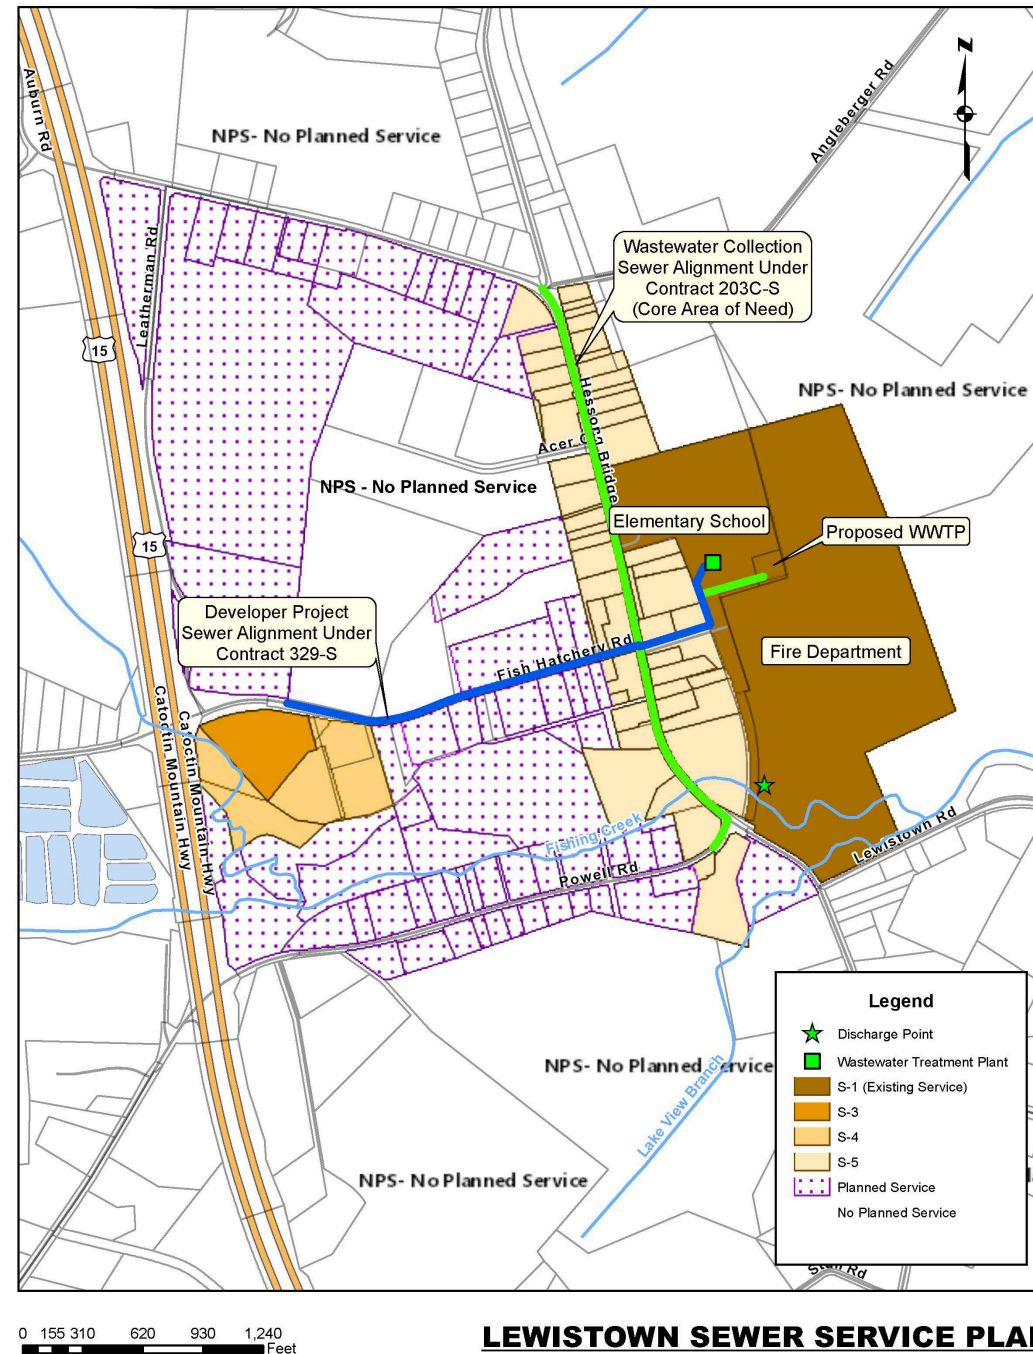 Auburn Rd
NPS- No Planned Service
Angleberger Rd
Z
Leatherman Rd
15
Wastewater Collection
Sewer Alignment Under
Contract 203C-S
(Core Area of Need)
NPS- No Planned Service
Hessong Bridge
Acer
NPS - No Planned Service
15
Elementary School
Proposed WWTP
Developer Project
Sewer Alignment Under
Contract 329-S
Fish Hatchery Rd
Fire Department
Catoctin Mountain Hwy
Catoctin Mountain Hwy
Fishing Creek
Lewistown Rd
Powell Rd
NPS- No Planned Service
Lake View Branch
NPS- No Planned Service
Legend
Discharge Point
Wastewater Treatment Plant
S-1 (Existing Service)
S-3
S-4
S-5
Planned Service
No Planned Service
Rd
0 155 310 620 930 1,240
Feet
LEWISTOWN SEWER SERVICE PLAN